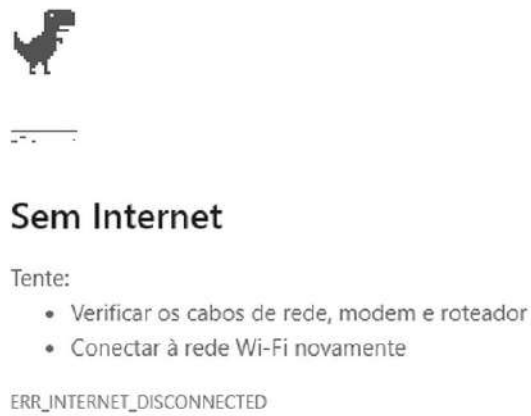 Sem Internet
Tente:
• Verificar os cabos de rede, modem e roteador
• Conectar à rede Wi-Fi novamente
ERR_INTERNET_DISCONNECTED